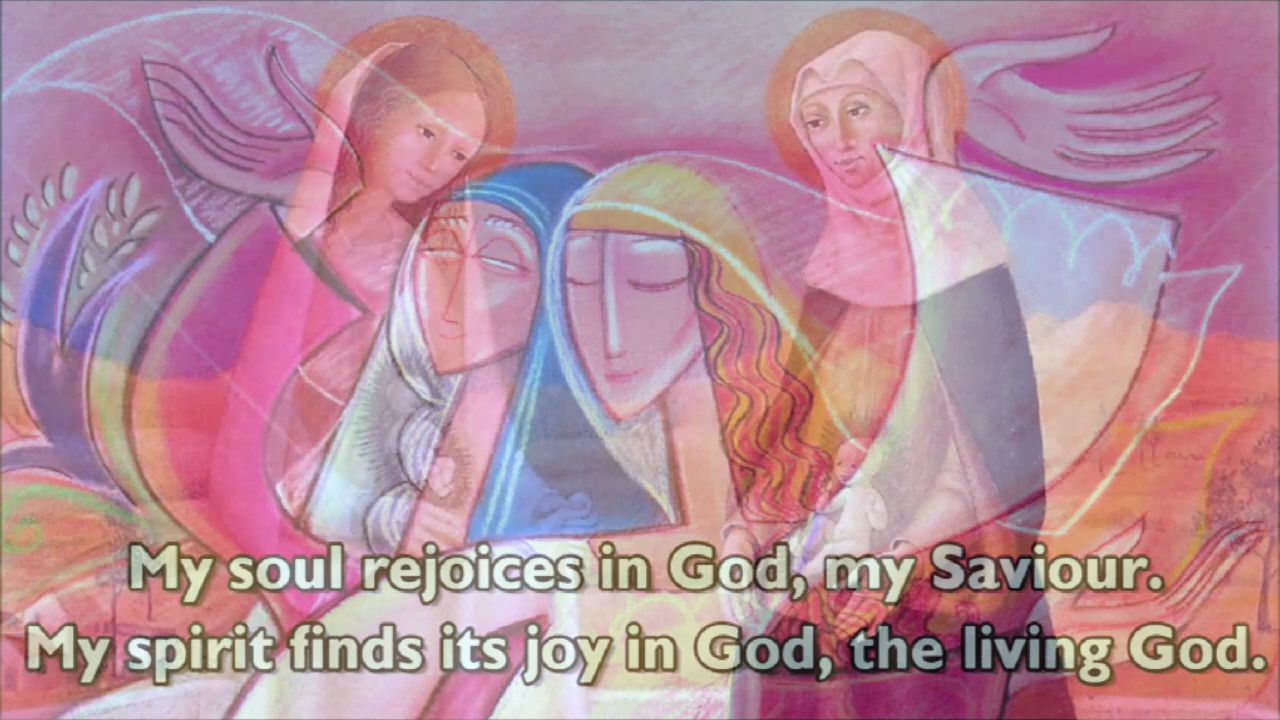 My soul rejoices in God, my Saviour.
My spirit finds its joy in God, the living God.